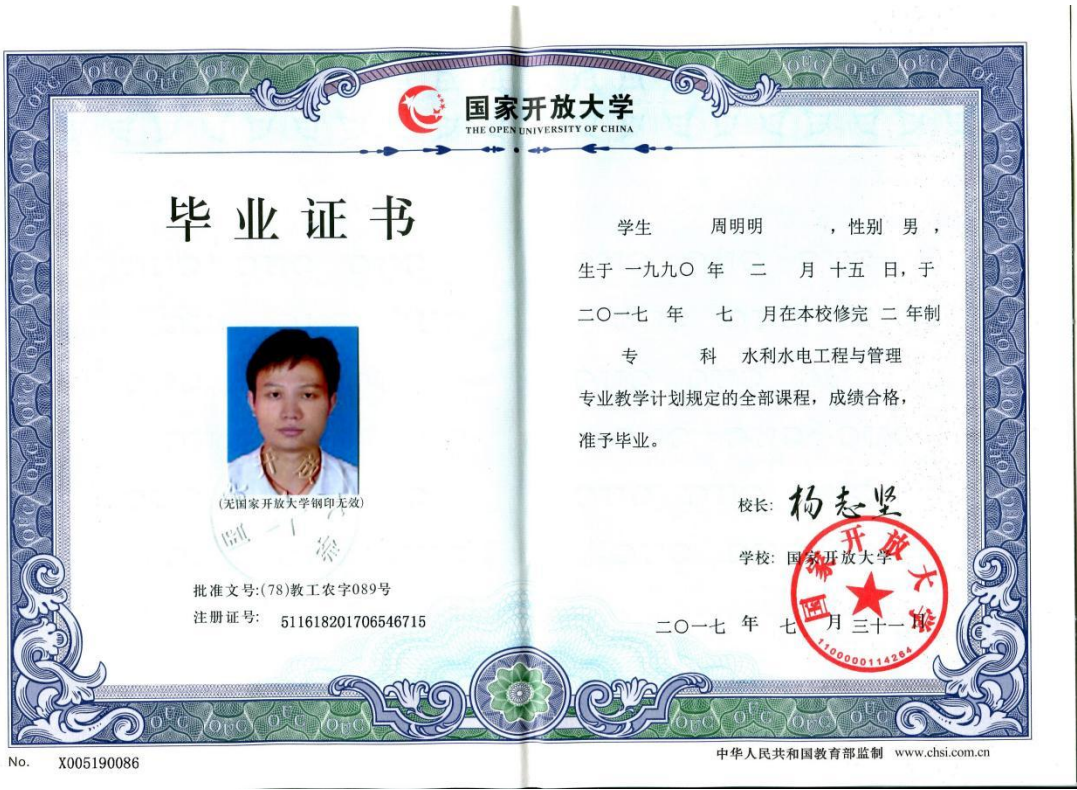 国家开放大学
THE OPEN UNIVERSITY OF CHINA
毕业证书
(无国家开放大学钢印无效)
批准文号:(78)教工农字089号
注册证号: 511618201706546715
学生 周明明 ,性别 男 ,
生于 一九九〇 年 二 月 十五 日,于
二〇一七 年 七 月在本校修完 二 年制
专 科 水利水电工程与管理
专业教学计划规定的全部课程,成绩合格,
准予毕业。
校长: 杨志坚
学校: 国家开放大学
二〇一七 年 七 月 三十一 日
国家开放大学
1100000114264
No. X005190086
中华人民共和国教育部监制 www.chsi.com.cn